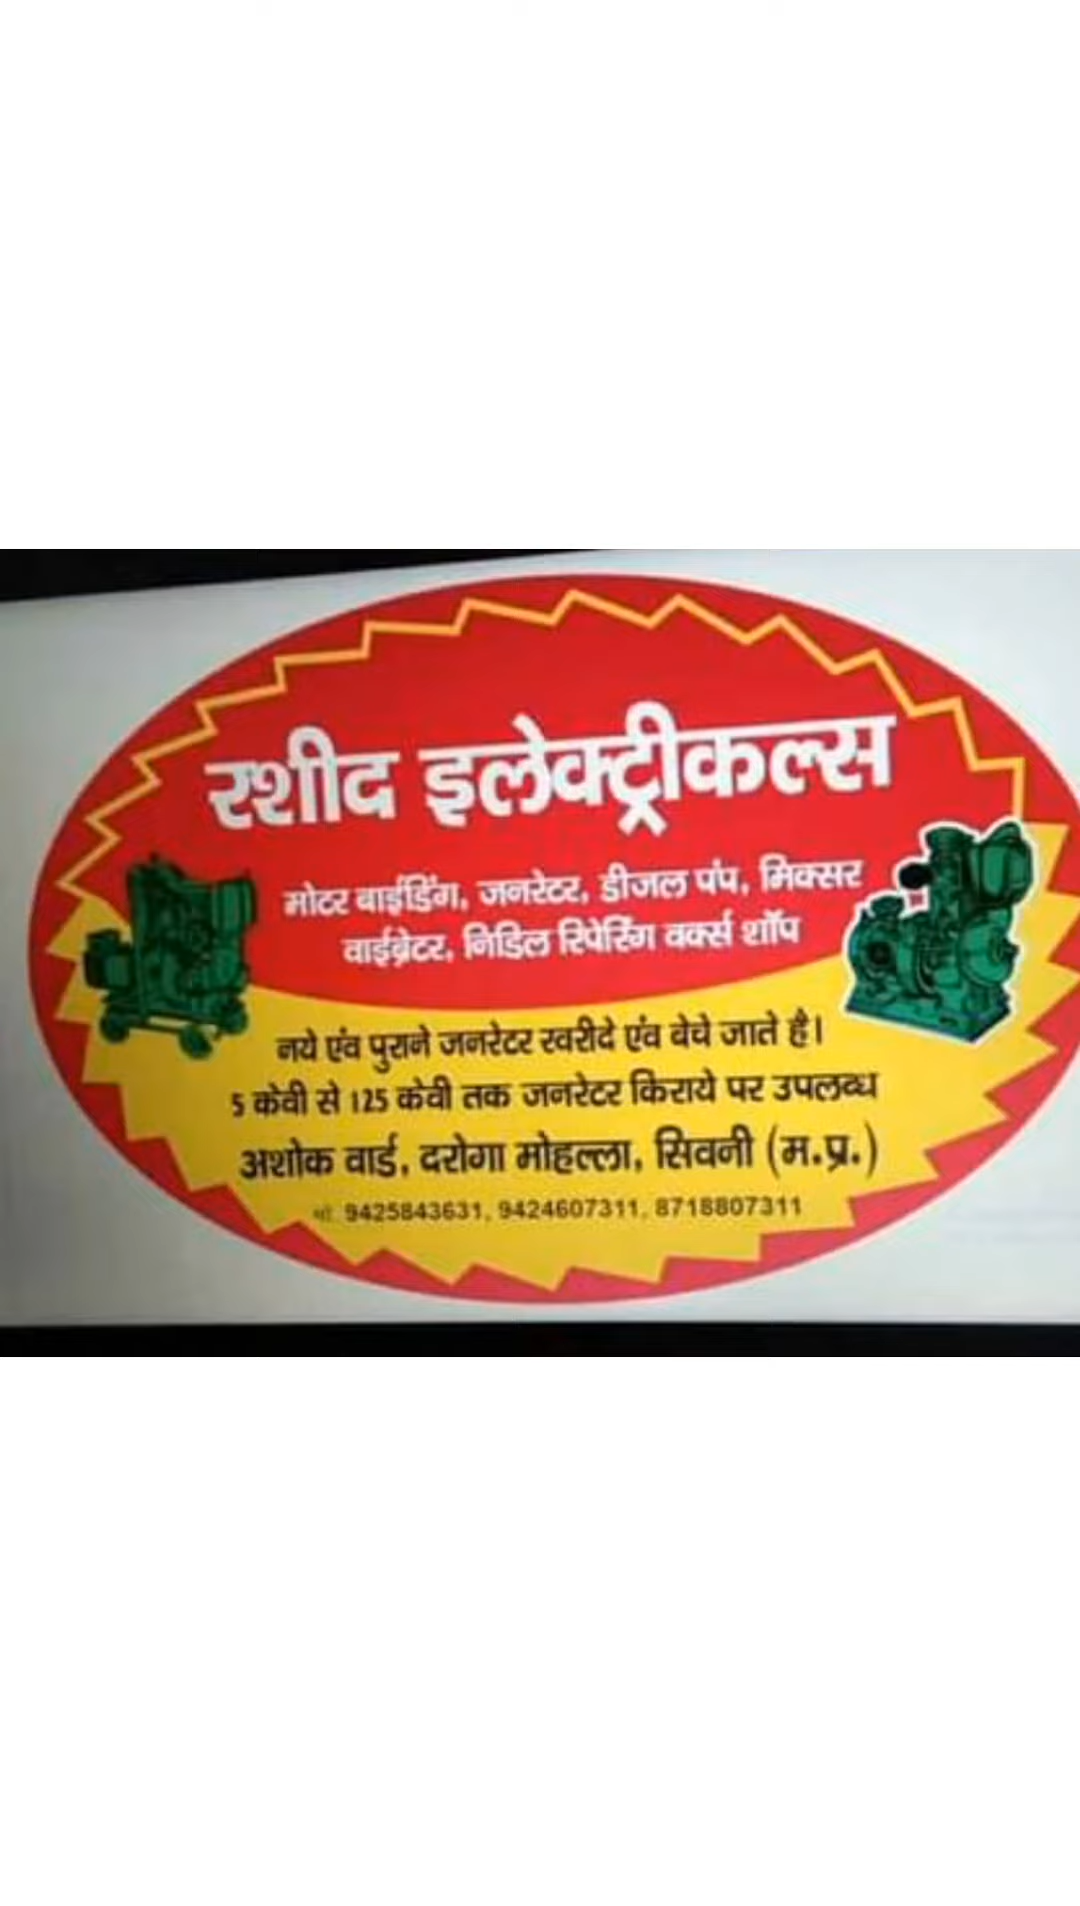 रशीद इलेक्ट्रीकल्स
मोटर बाईडिंग, जनरेटर, डीजल पंप, मिक्सर
वाईब्रेटर, निडिल रिपेरिंग वर्क्स शॉप
नये एंव पुराने जनरेटर खरीदे एंव बेचे जाते है।
5 केवी से 125 केवी तक जनरेटर किराये पर उपलब्ध
अशोक वार्ड, दरोगा मोहल्ला, सिवनी (म.प्र.)
मो. 9425843631, 9424607311, 8718807311